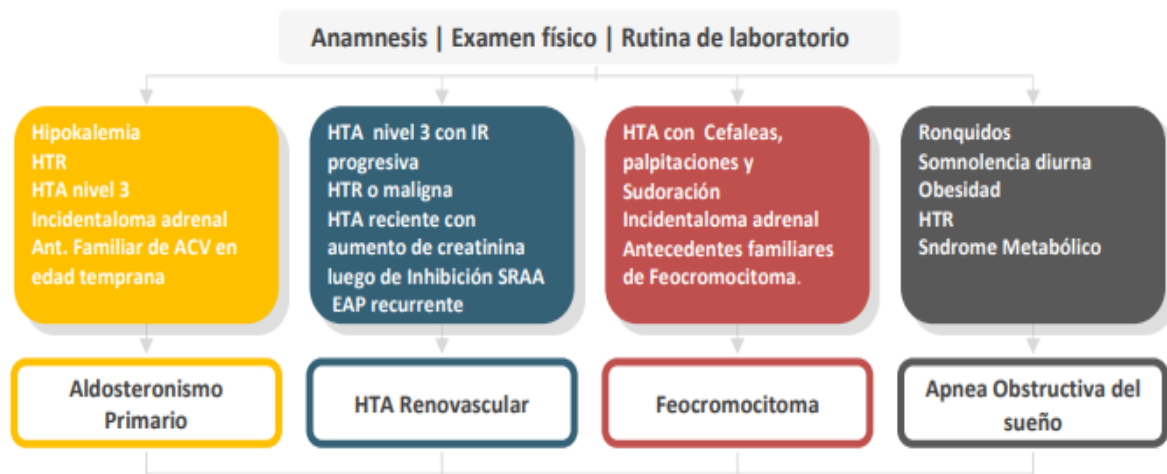 Anamnesis | Examen físico | Rutina de laboratorio
Hipokalemia
HTR
HTA nivel 3
Incidentaloma adrenal
Ant. Familiar de ACV en
edad temprana
HTA nivel 3 con IR
progresiva
HTR o maligna
HTA reciente con
aumento de creatinina
luego de Inhibición SRAA
EAP recurrente
HTA con Cefaleas,
palpitaciones y
Sudoración
Incidentaloma adrenal
Antecedentes familiares
de Feocromocitoma.
Ronquidos
Somnolencia diurna
Obesidad
HTR
Sndrome Metabólico
Aldosteronismo
Primario
HTA Renovascular
Feocromocitoma
Apnea Obstructiva del
sueño